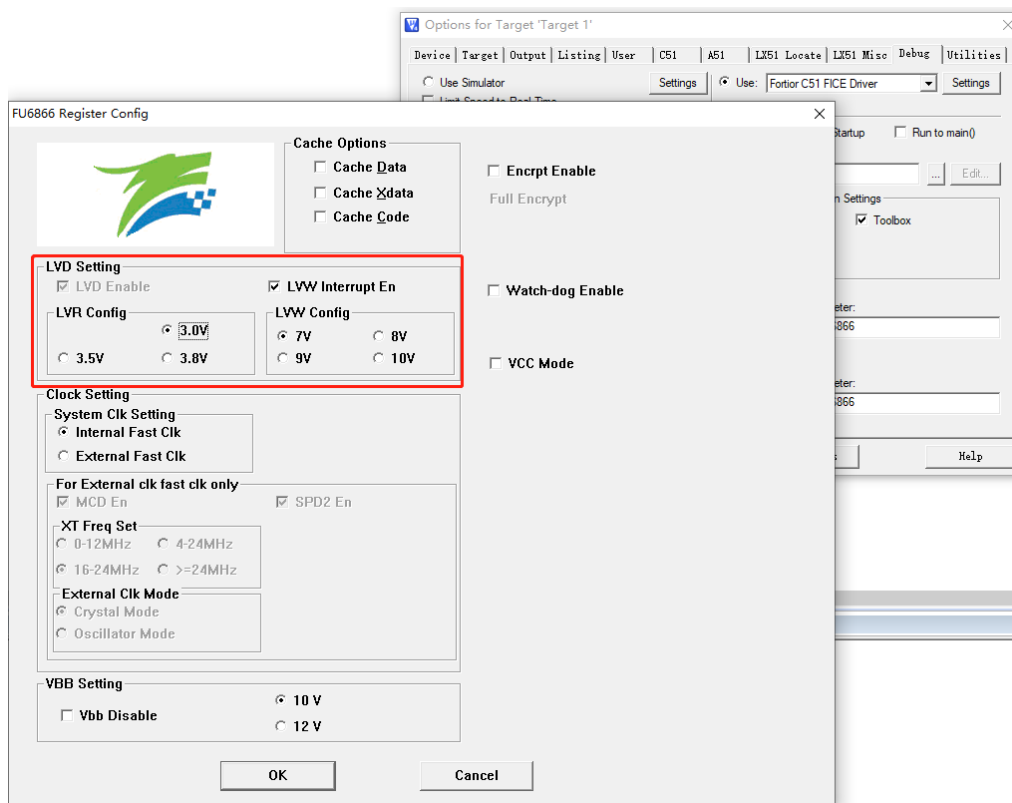 Options for Target 'Target 1'
Device Target Output Listing User C51 A51 LX51 Locate LX51 Misc Debug Utilities
Use Simulator Settings Use: Fortior C51 FICE Driver Settings
FU6866 Register Config
Startup Run to main()
... Edit...
Settings
Toolbox
eter:
6866
eter:
6866
Help
Cache Options
Cache Data
Cache Xdata
Cache Code
Encrpt Enable
Full Encrypt
LVD Setting
LVD Enable LVW Interrupt En
LVR Config LVW Config
3.0V 7V 8V
3.5V 3.8V 9V 10V
Watch-dog Enable
VCC Mode
Clock Setting
System Clk Setting
Internal Fast Clk
External Fast Clk
For External clk fast clk only
MCD En SPD2 En
XT Freq Set
0-12MHz 4-24MHz
16-24MHz >=24MHz
External Clk Mode
Crystal Mode
Oscillator Mode
VBB Setting
Vbb Disable
10 V
12 V
OK Cancel